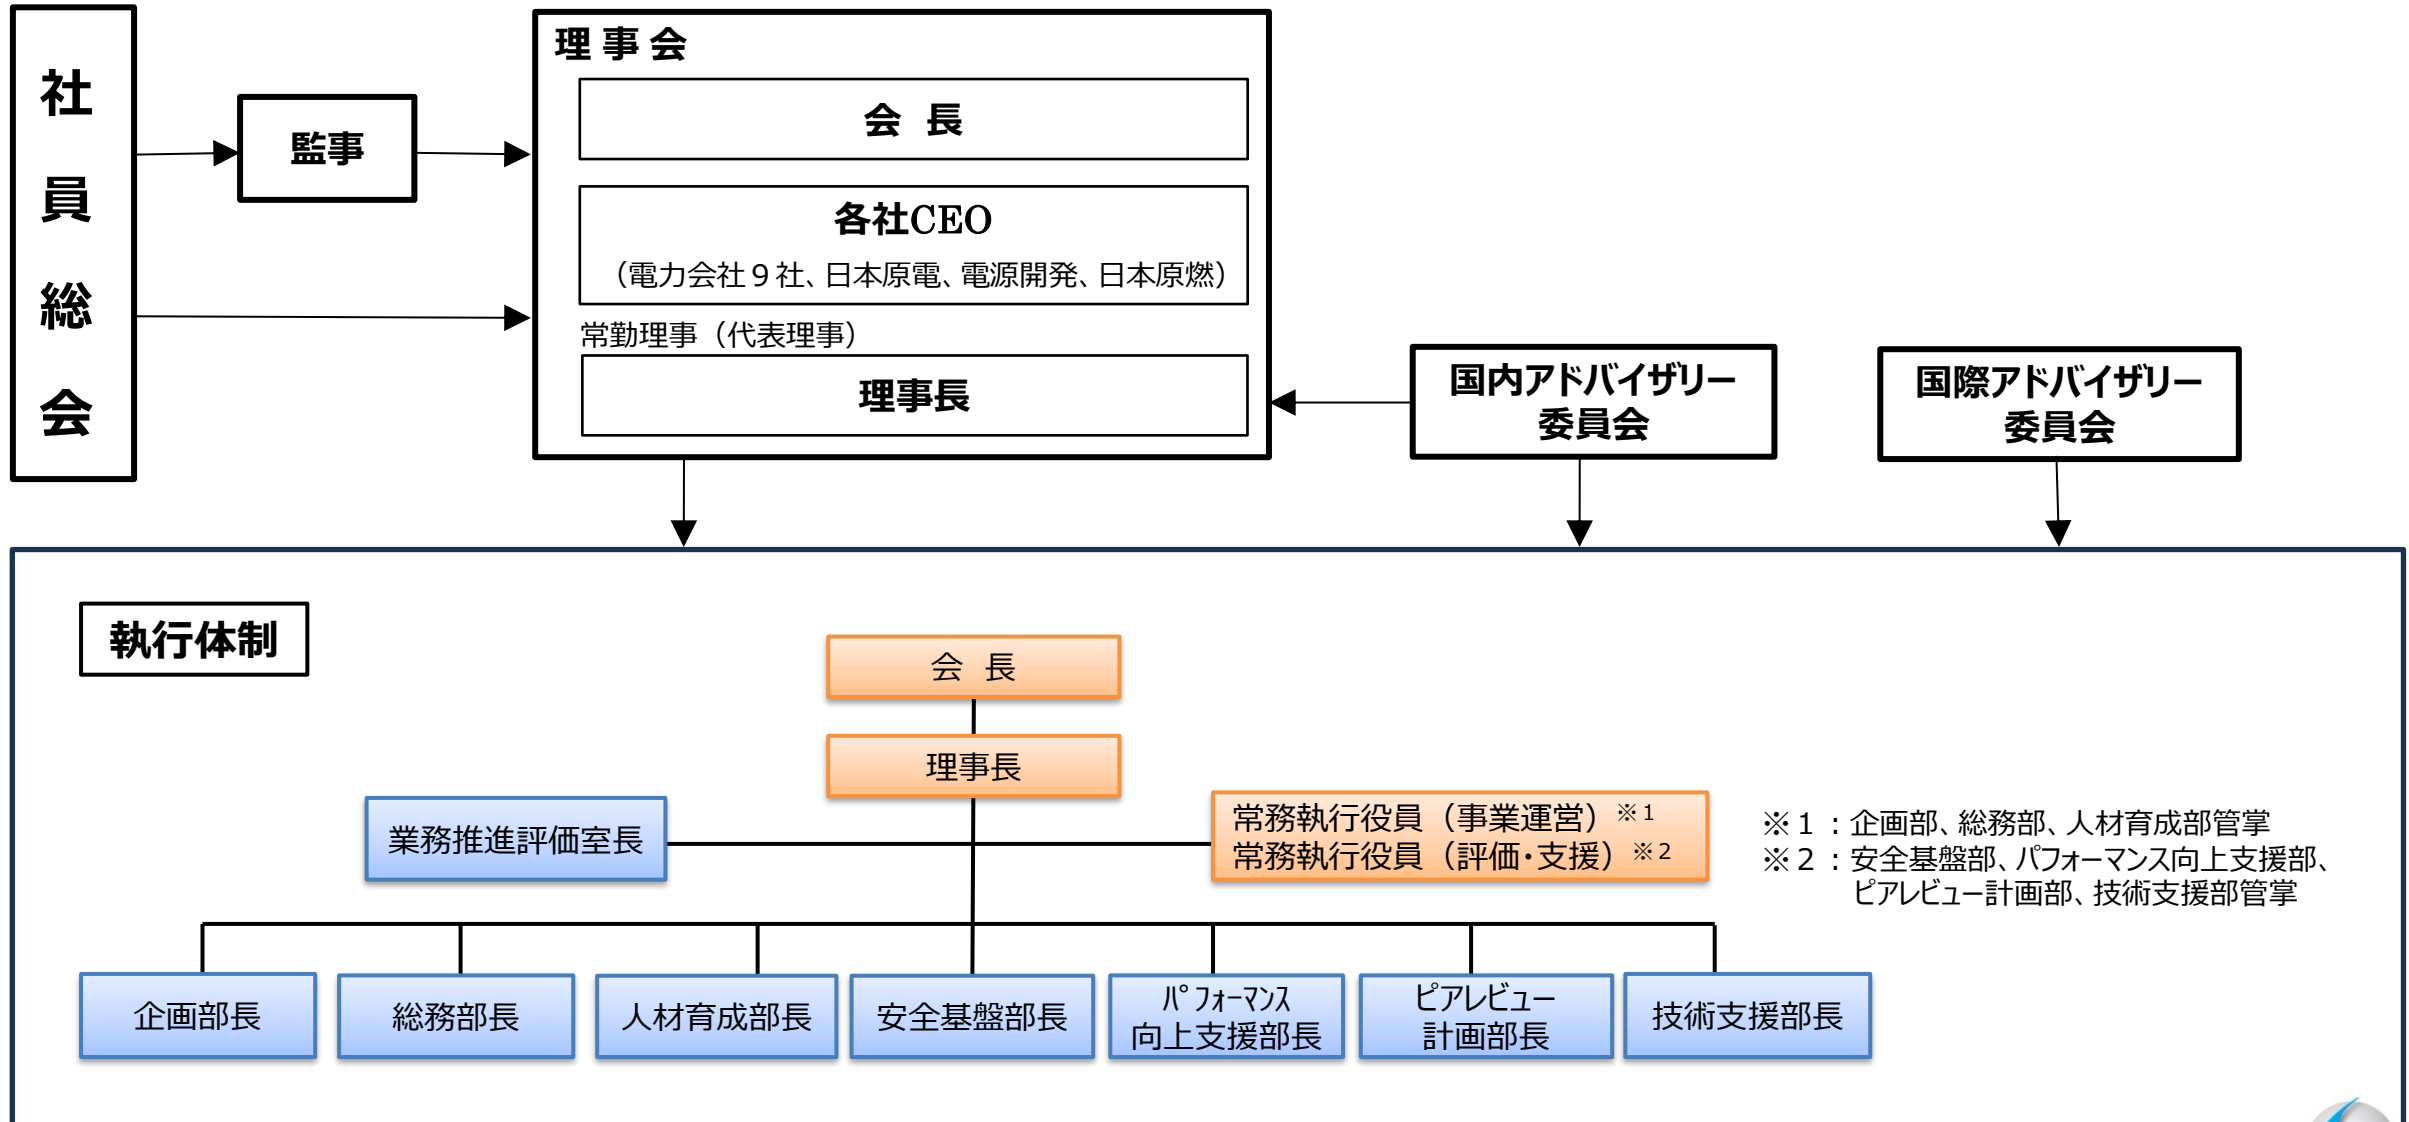 社員総会
監事
理事会
会 長
各社CEO
（電力会社９社、日本原電、電源開発、日本原燃）
常勤理事（代表理事）
理事長
国内アドバイザリー
委員会
国際アドバイザリー
委員会
執行体制
会 長
理事長
業務推進評価室長
常務執行役員（事業運営）※1
常務執行役員（評価・支援）※2
※１：企画部、総務部、人材育成部管掌
※２：安全基盤部、パフォーマンス向上支援部、
ピアレビュー計画部、技術支援部管掌
企画部長
総務部長
人材育成部長
安全基盤部長
ﾊﾟﾌｫｰﾏﾝｽ
向上支援部長
ピアレビュー
計画部長
技術支援部長